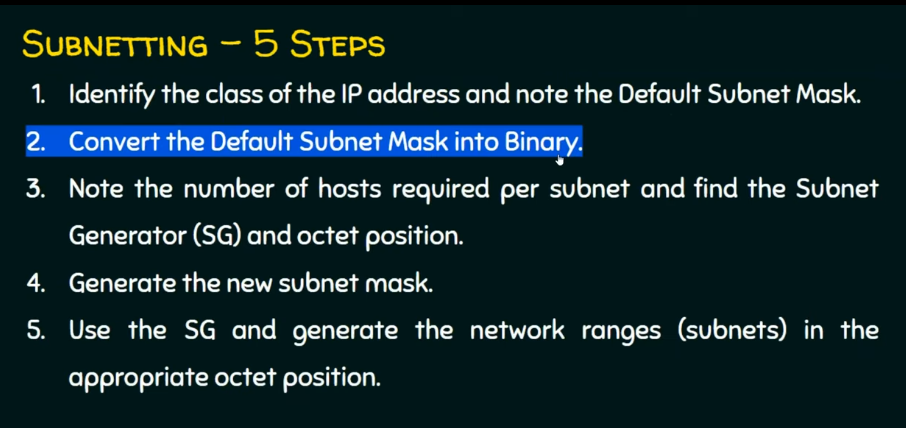 SUBNETTING – 5 STEPS
1. Identify the class of the IP address and note the Default Subnet Mask.
2. Convert the Default Subnet Mask into Binary.
3. Note the number of hosts required per subnet and find the Subnet
Generator (SG) and octet position.
4. Generate the new subnet mask.
5. Use the SG and generate the network ranges (subnets) in the
appropriate octet position.